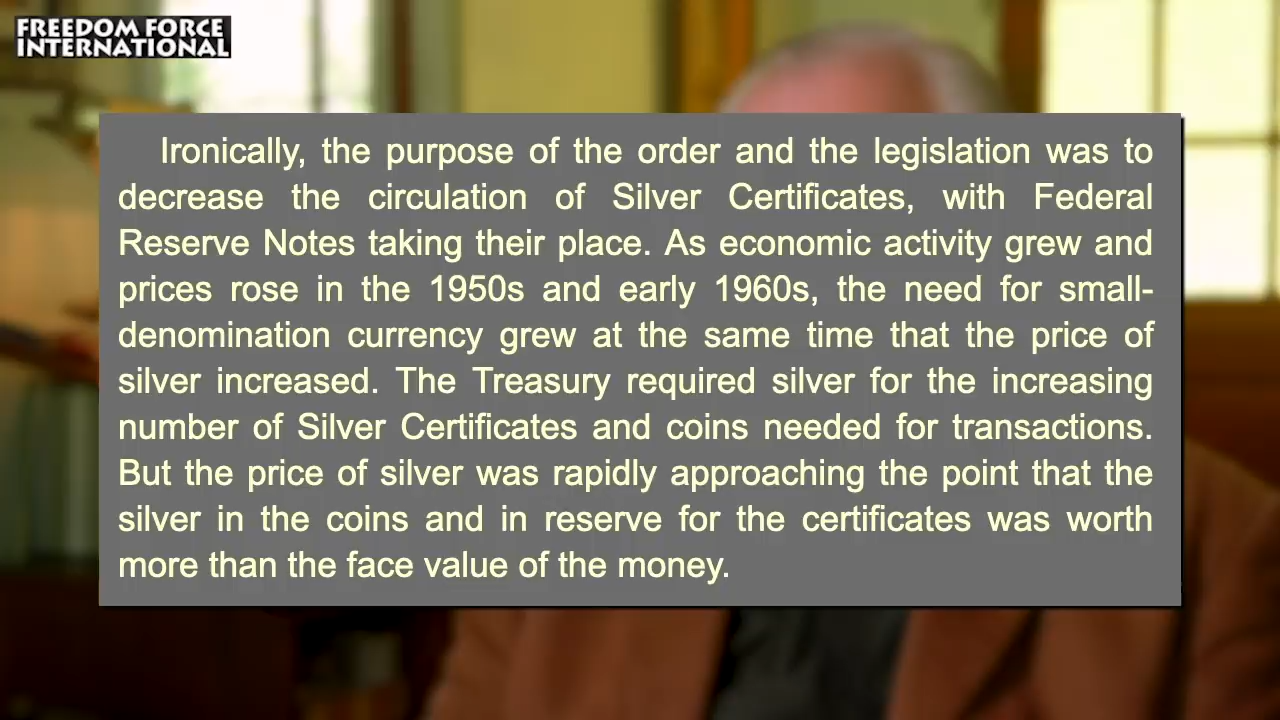 FREEDOM FORCE
INTERNATIONAL
Ironically, the purpose of the order and the legislation was to
decrease the circulation of Silver Certificates, with Federal
Reserve Notes taking their place. As economic activity grew and
prices rose in the 1950s and early 1960s, the need for small-
denomination currency grew at the same time that the price of
silver increased. The Treasury required silver for the increasing
number of Silver Certificates and coins needed for transactions.
But the price of silver was rapidly approaching the point that the
silver in the coins and in reserve for the certificates was worth
more than the face value of the money.